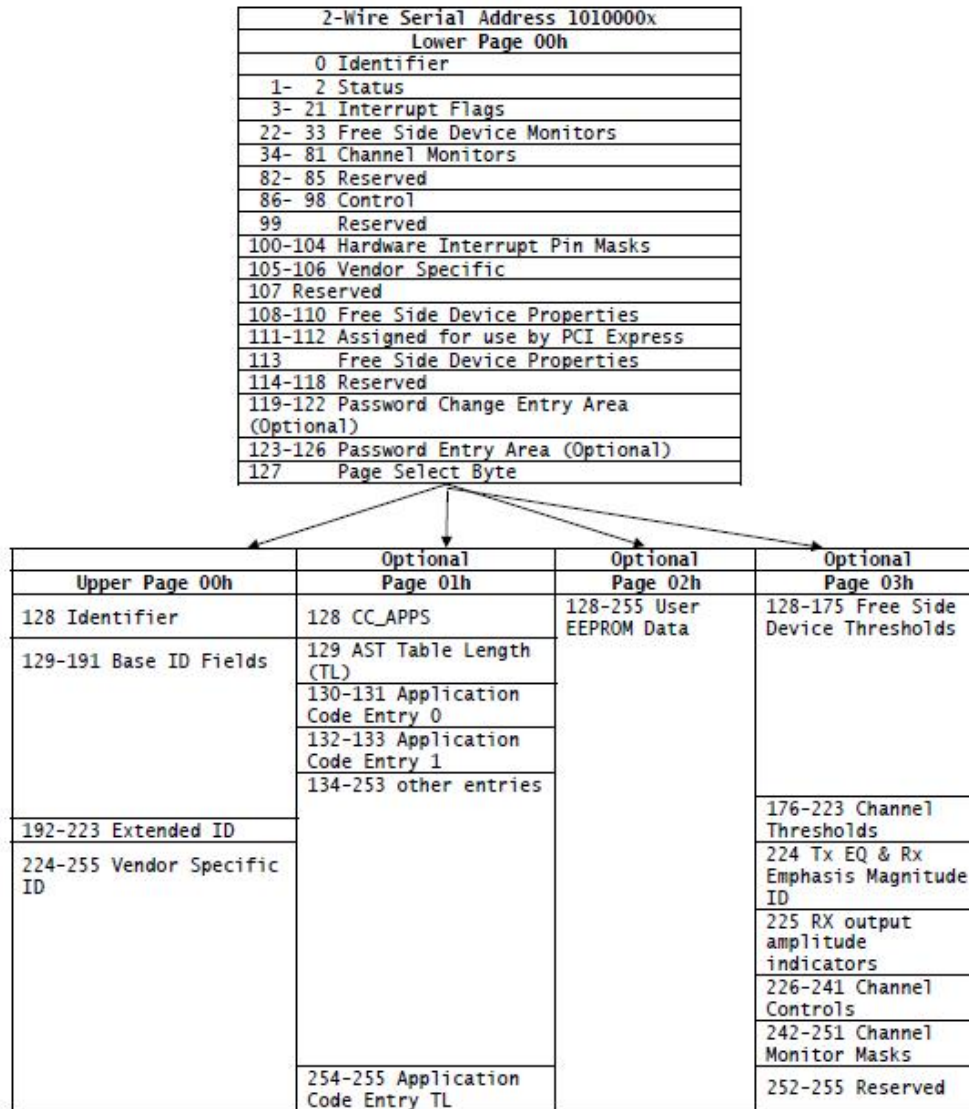 2-Wire Serial Address 1010000x
Lower Page 00h
0 Identifier
1- 2 Status
3- 21 Interrupt Flags
22- 33 Free Side Device Monitors
34- 81 Channel Monitors
82- 85 Reserved
86- 98 Control
99 Reserved
100-104 Hardware Interrupt Pin Masks
105-106 Vendor Specific
107 Reserved
108-110 Free Side Device Properties
111-112 Assigned for use by PCI Express
113 Free Side Device Properties
114-118 Reserved
119-122 Password Change Entry Area
(Optional)
123-126 Password Entry Area (Optional)
127 Page Select Byte
Upper Page 00h
128 Identifier
129-191 Base ID Fields
192-223 Extended ID
224-255 Vendor Specific
ID
Optional
Page 01h
128 CC_APPS
129 AST Table Length
(TL)
130-131 Application
Code Entry 0
132-133 Application
Code Entry 1
134-253 other entries
254-255 Application
Code Entry TL
Optional
Page 02h
128-255 User
EEPROM Data
Optional
Page 03h
128-175 Free Side
Device Thresholds
176-223 Channel
Thresholds
224 Tx EQ & Rx
Emphasis Magnitude
ID
225 RX output
amplitude
indicators
226-241 Channel
Controls
242-251 Channel
Monitor Masks
252-255 Reserved